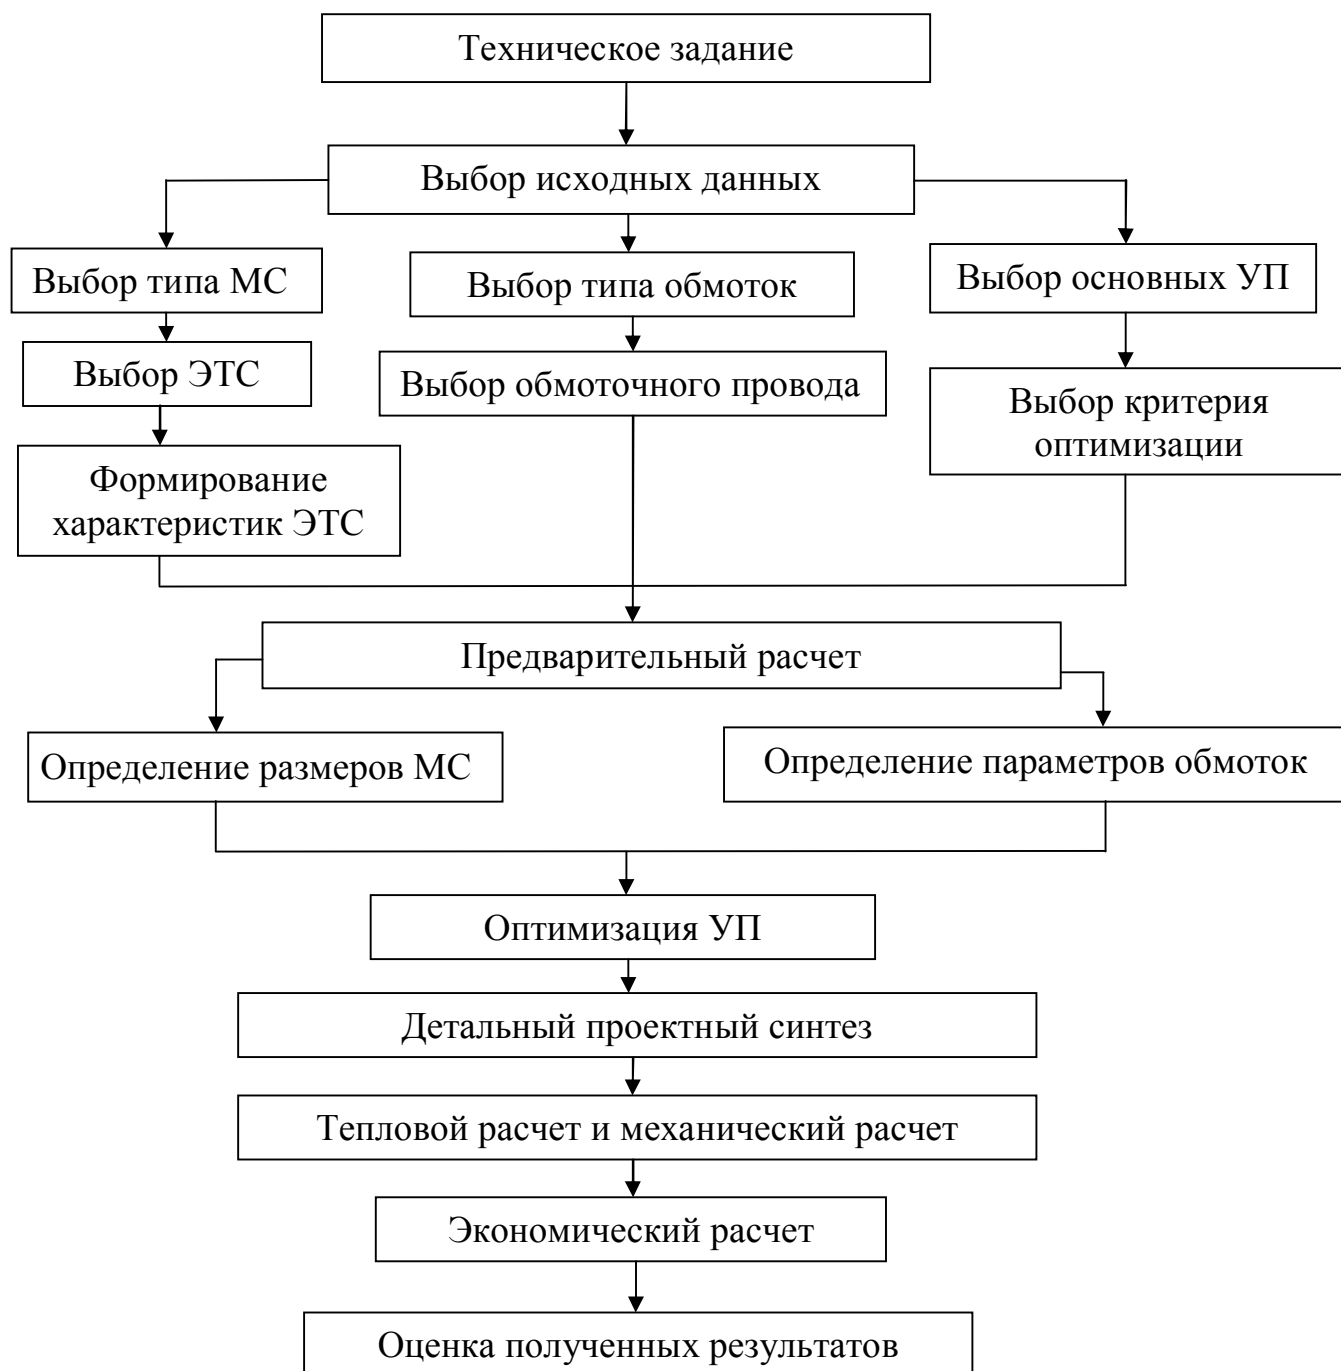 Техническое задание
Выбор исходных данных
Выбор типа МС
Выбор типа обмоток
Выбор основных УП
Выбор ЭТС
Выбор обмоточного провода
Выбор критерия
оптимизации
Формирование
характеристик ЭТС
Предварительный расчет
Определение размеров МС
Определение параметров обмоток
Оптимизация УП
Детальный проектный синтез
Тепловой расчет и механический расчет
Экономический расчет
Оценка полученных результатов